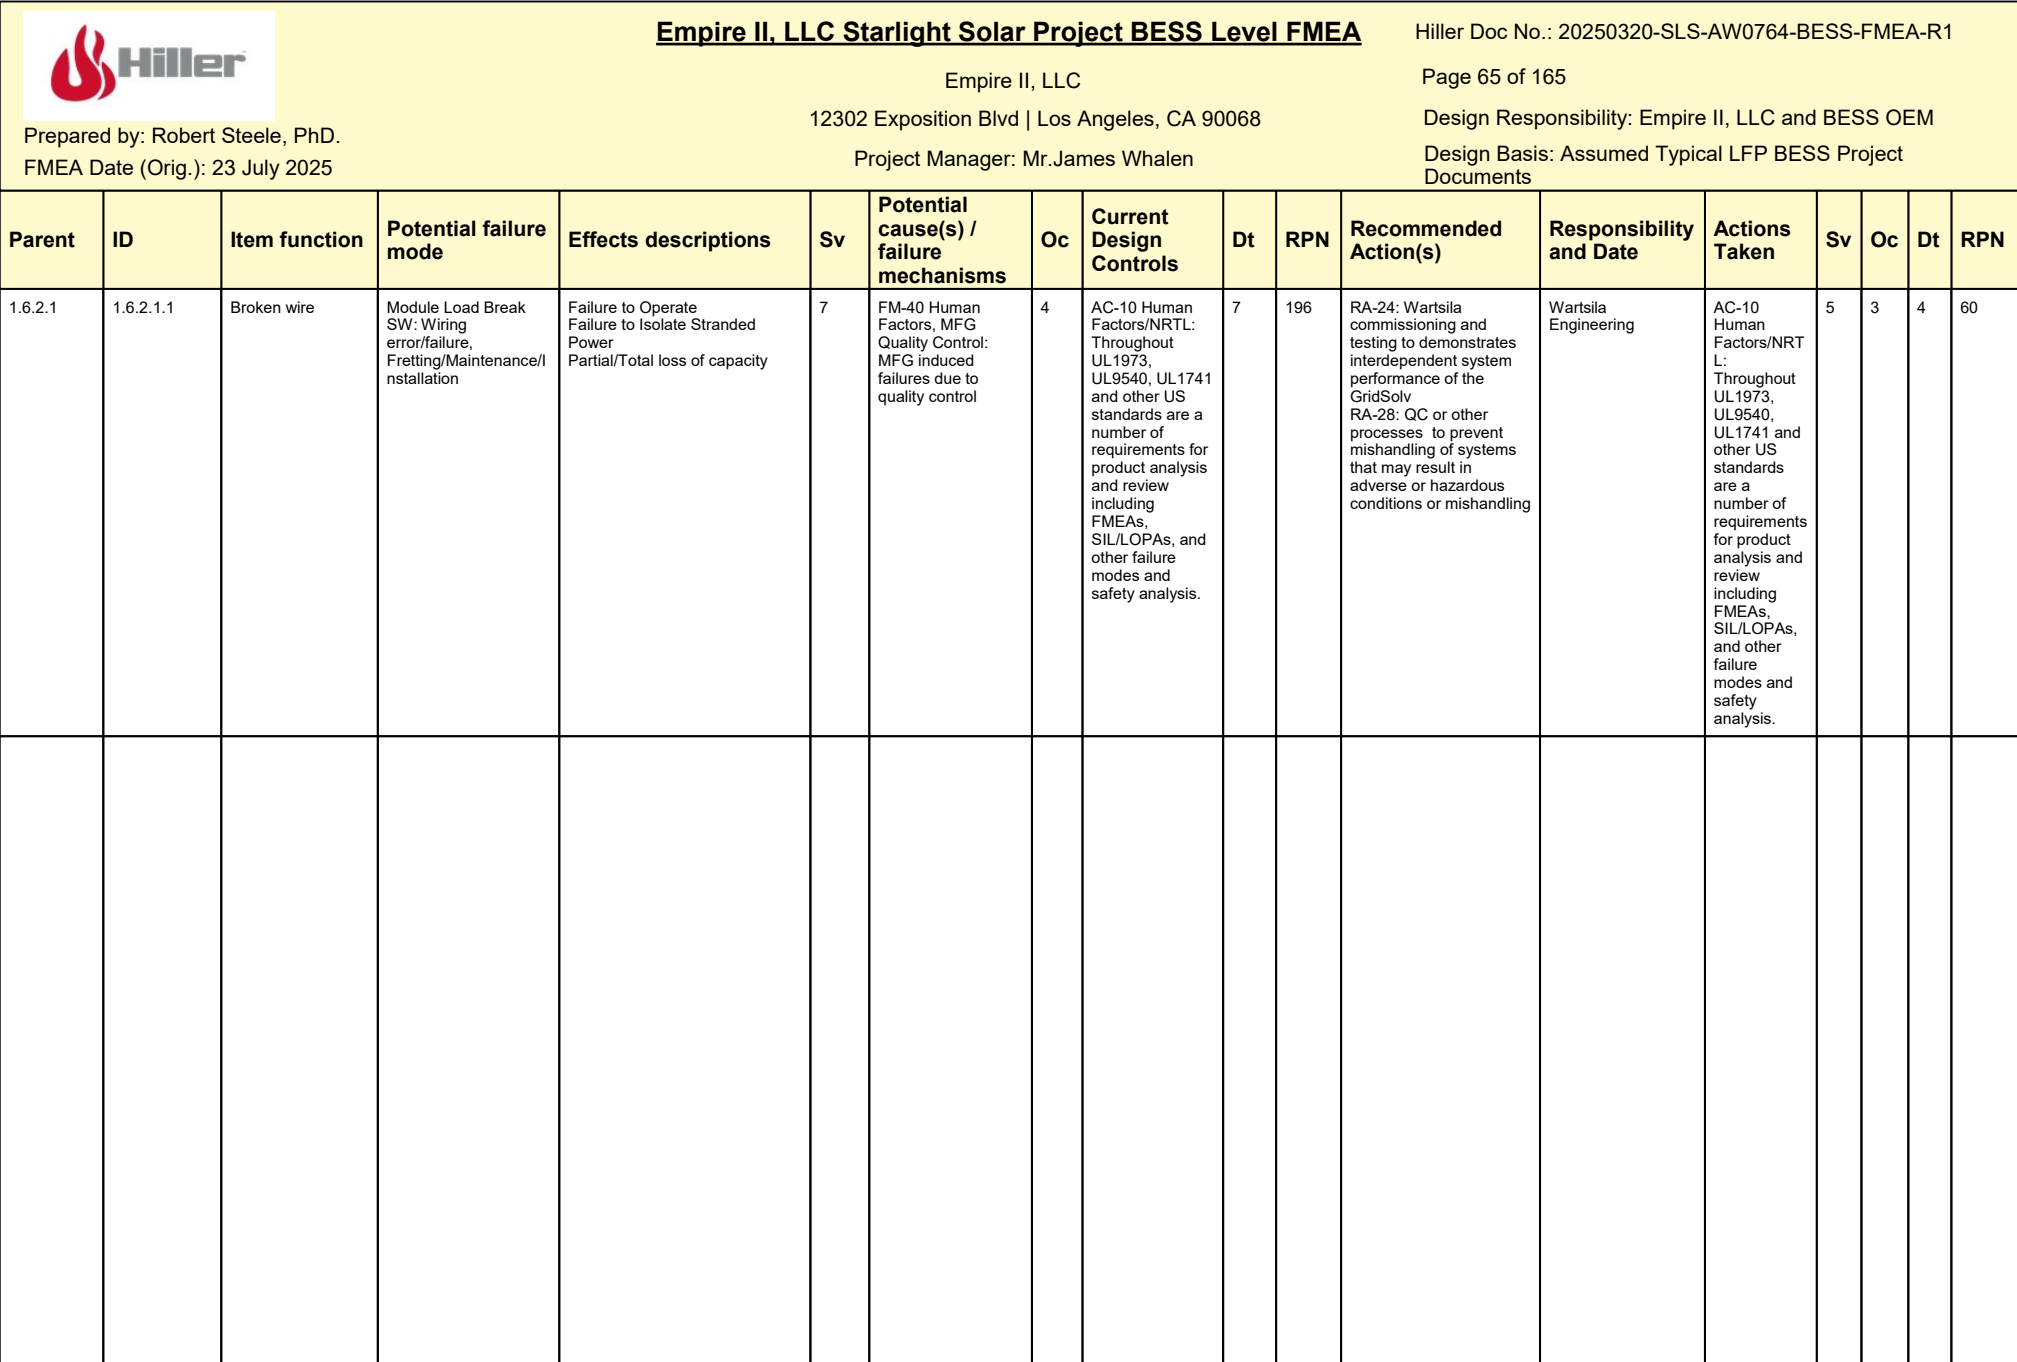 Hiller
Prepared by: Robert Steele, PhD.
FMEA Date (Orig.): 23 July 2025
Empire II, LLC Starlight Solar Project BESS Level FMEA
Empire II, LLC
12302 Exposition Blvd | Los Angeles, CA 90068
Project Manager: Mr.James Whalen
Hiller Doc No.: 20250320-SLS-AW0764-BESS-FMEA-R1
Page 65 of 165
Design Responsibility: Empire II, LLC and BESS OEM
Design Basis: Assumed Typical LFP BESS Project
Documents
Parent
ID
Item function
Potential failure
mode
Effects descriptions
Sv
Potential
cause(s) /
failure
mechanisms
Oc
Current
Design
Controls
Dt
RPN
Recommended
Action(s)
Responsibility
and Date
Actions
Taken
Sv
Oc
Dt
RPN
1.6.2.1
1.6.2.1.1
Broken wire
Module Load Break
SW: Wiring
error/failure,
Fretting/Maintenance/I
nstallation
Failure to Operate
Failure to Isolate Stranded
Power
Partial/Total loss of capacity
7
FM-40 Human
Factors, MFG
Quality Control:
MFG induced
failures due to
quality control
4
AC-10 Human
Factors/NRTL:
Throughout
UL1973,
UL9540, UL1741
and other US
standards are a
number of
requirements for
product analysis
and review
including
FMEAs,
SIL/LOPAs, and
other failure
modes and
safety analysis.
7
196
RA-24: Wartsila
commissioning and
testing to demonstrates
interdependent system
performance of the
GridSolv
RA-28: QC or other
processes  to prevent
mishandling of systems
that may result in
adverse or hazardous
conditions or mishandling
Wartsila
Engineering
AC-10
Human
Factors/NRT
L:
Throughout
UL1973,
UL9540,
UL1741 and
other US
standards
are a
number of
requirements
for product
analysis and
review
including
FMEAs,
SIL/LOPAs,
and other
failure
modes and
safety
analysis.
5
3
4
60